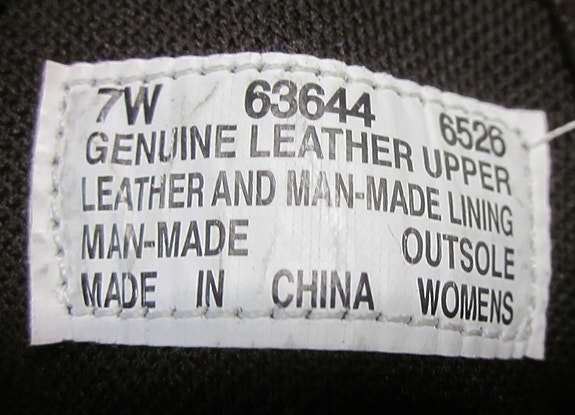 7W 63644 6526
GENUINE LEATHER UPPER
LEATHER AND MAN-MADE LINING
MAN-MADE OUTSOLE
MADE IN CHINA WOMENS